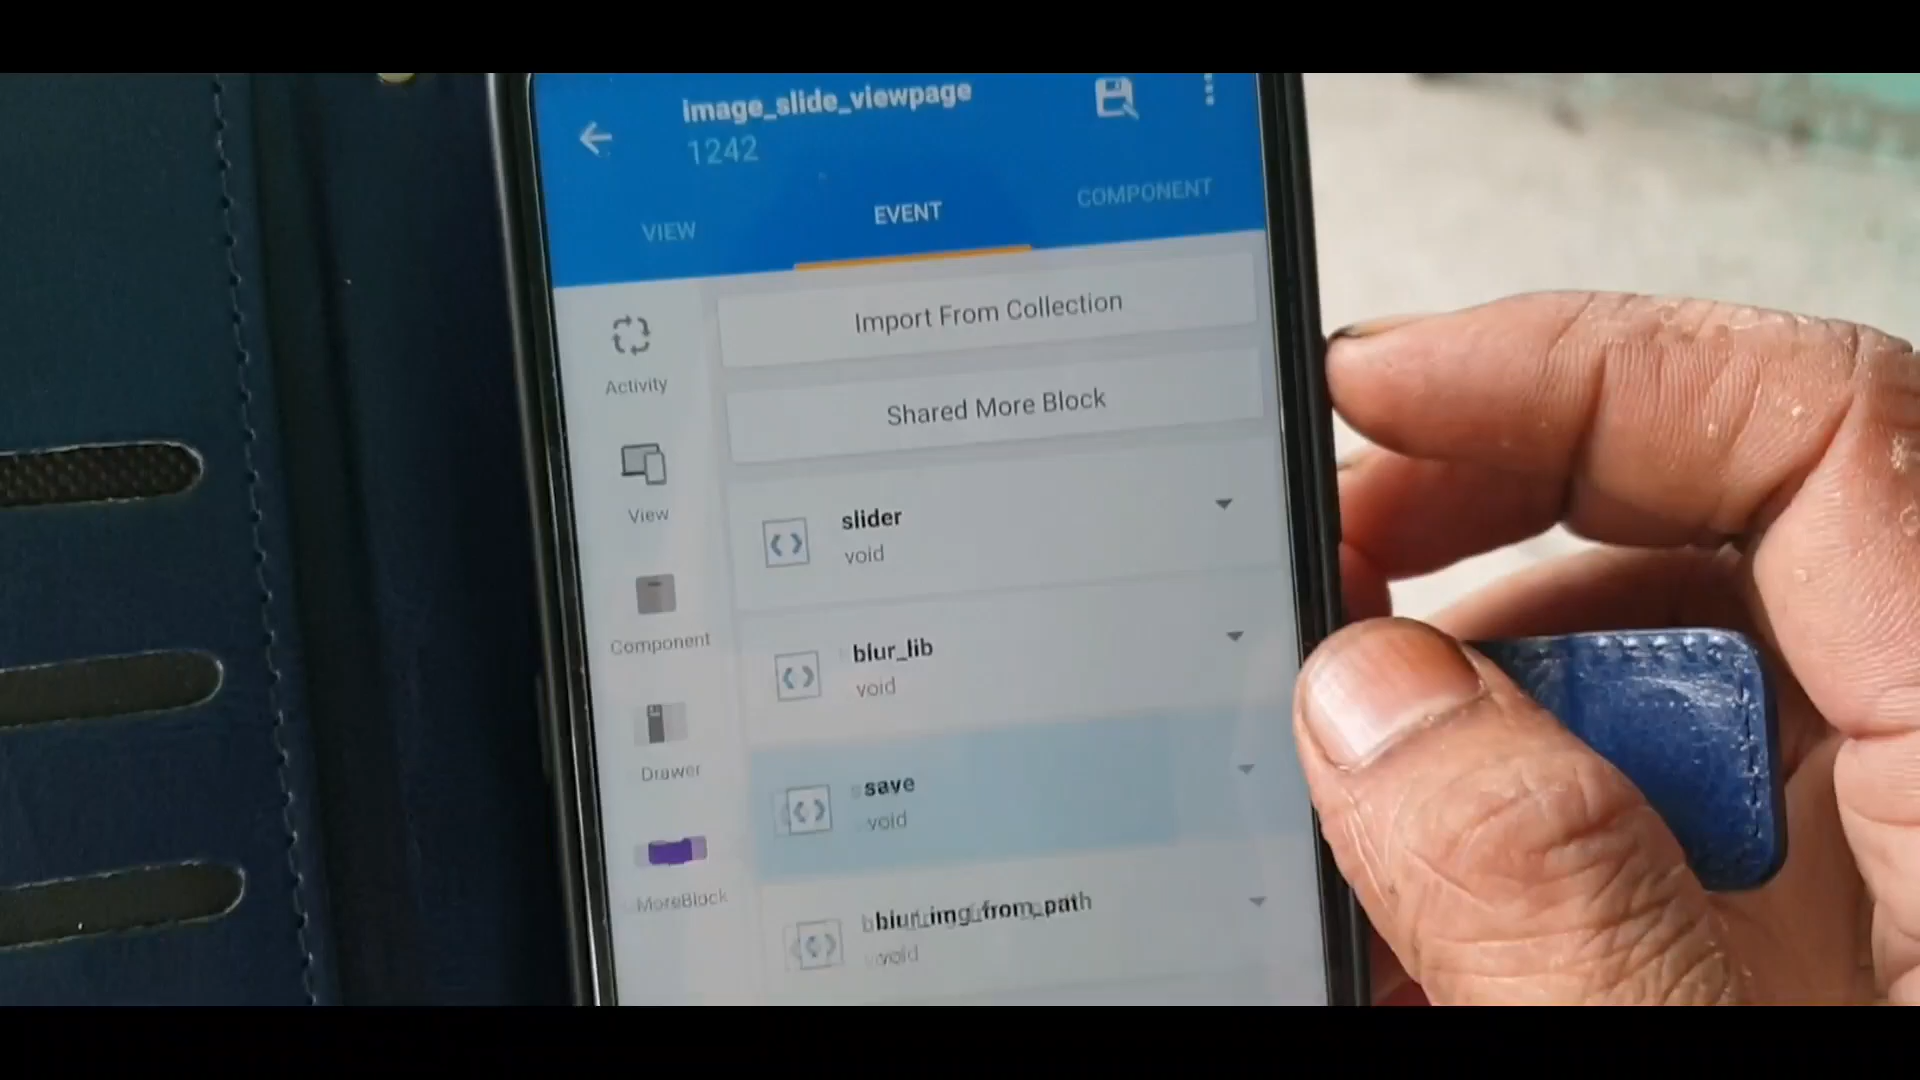 image_slide_viewpage
1242
VIEW
EVENT
COMPONENT
Activity
View
Component
Drawer
MoreBlock
Import From Collection
Shared More Block
slider
void
blur_lib
void
save
void
blur_img_from_path
void